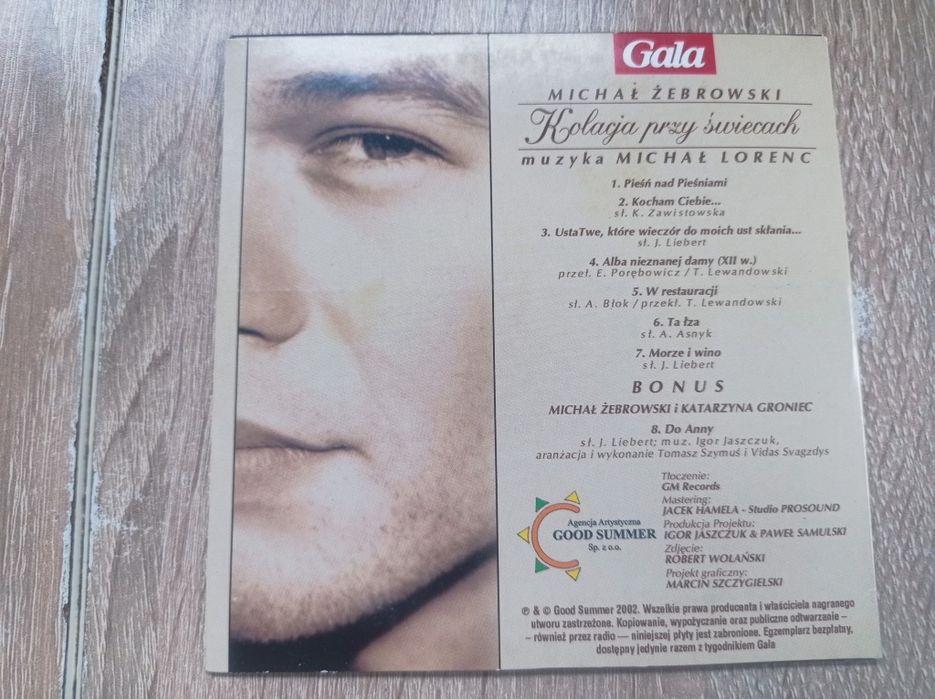 Gala
MICHAŁ ŻEBROWSKI
Kolacja przy świecach
muzyka MICHAŁ LORENC
1. Pieśń nad Pieśniami
2. Kocham Ciebie...
sł. K. Zawistowska
3. UstaTwe, które wieczór do moich ust skłania...
sł. J. Liebert
4. Alba nieznanej damy (XII w.)
przeł. E. Porębowicz / T. Lewandowski
5. W restauracji
sł. A. Błok / przekł. T. Lewandowski
6. Ta łza
sł. A. Asnyk
7. Morze i wino
sł. J. Liebert
BONUS
MICHAŁ ŻEBROWSKI i KATARZYNA GRONIEC
8. Do Anny
sł. J. Liebert; muz. Igor Jaszczuk,
aranżacja i wykonanie Tomasz Szymuś i Vidas Svagzdys
Tłoczenie:
GM Records
Mastering:
JACEK HAMELA - Studio PROSOUND
Produkcja Projektu:
IGOR JASZCZUK & PAWEŁ SAMULSKI
Zdjęcie:
ROBERT WOLAŃSKI
Projekt graficzny:
MARCIN SZCZYGIELSKI
Agencja Artystyczna
GOOD SUMMER
Sp. z o.o.
℗ & © Good Summer 2002. Wszelkie prawa producenta i właściciela nagranego
utworu zastrzeżone. Kopiowanie, wypożyczanie oraz publiczne odtwarzanie –
– również przez radio — niniejszej płyty jest zabronione. Egzemplarz bezpłatny,
dostępny jedynie razem z tygodnikiem Gala